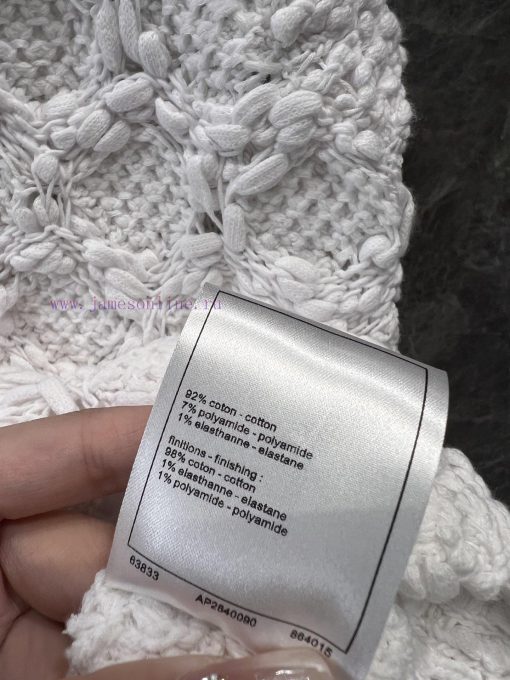 www.jamesonline.ru
92% coton - cotton
7% polyamide - polyamide
1% elasthanne - elastane
finitions - finishing :
98% coton - cotton
1% elasthanne - elastane
1% polyamide - polyamide
63833
AP2640090
864015